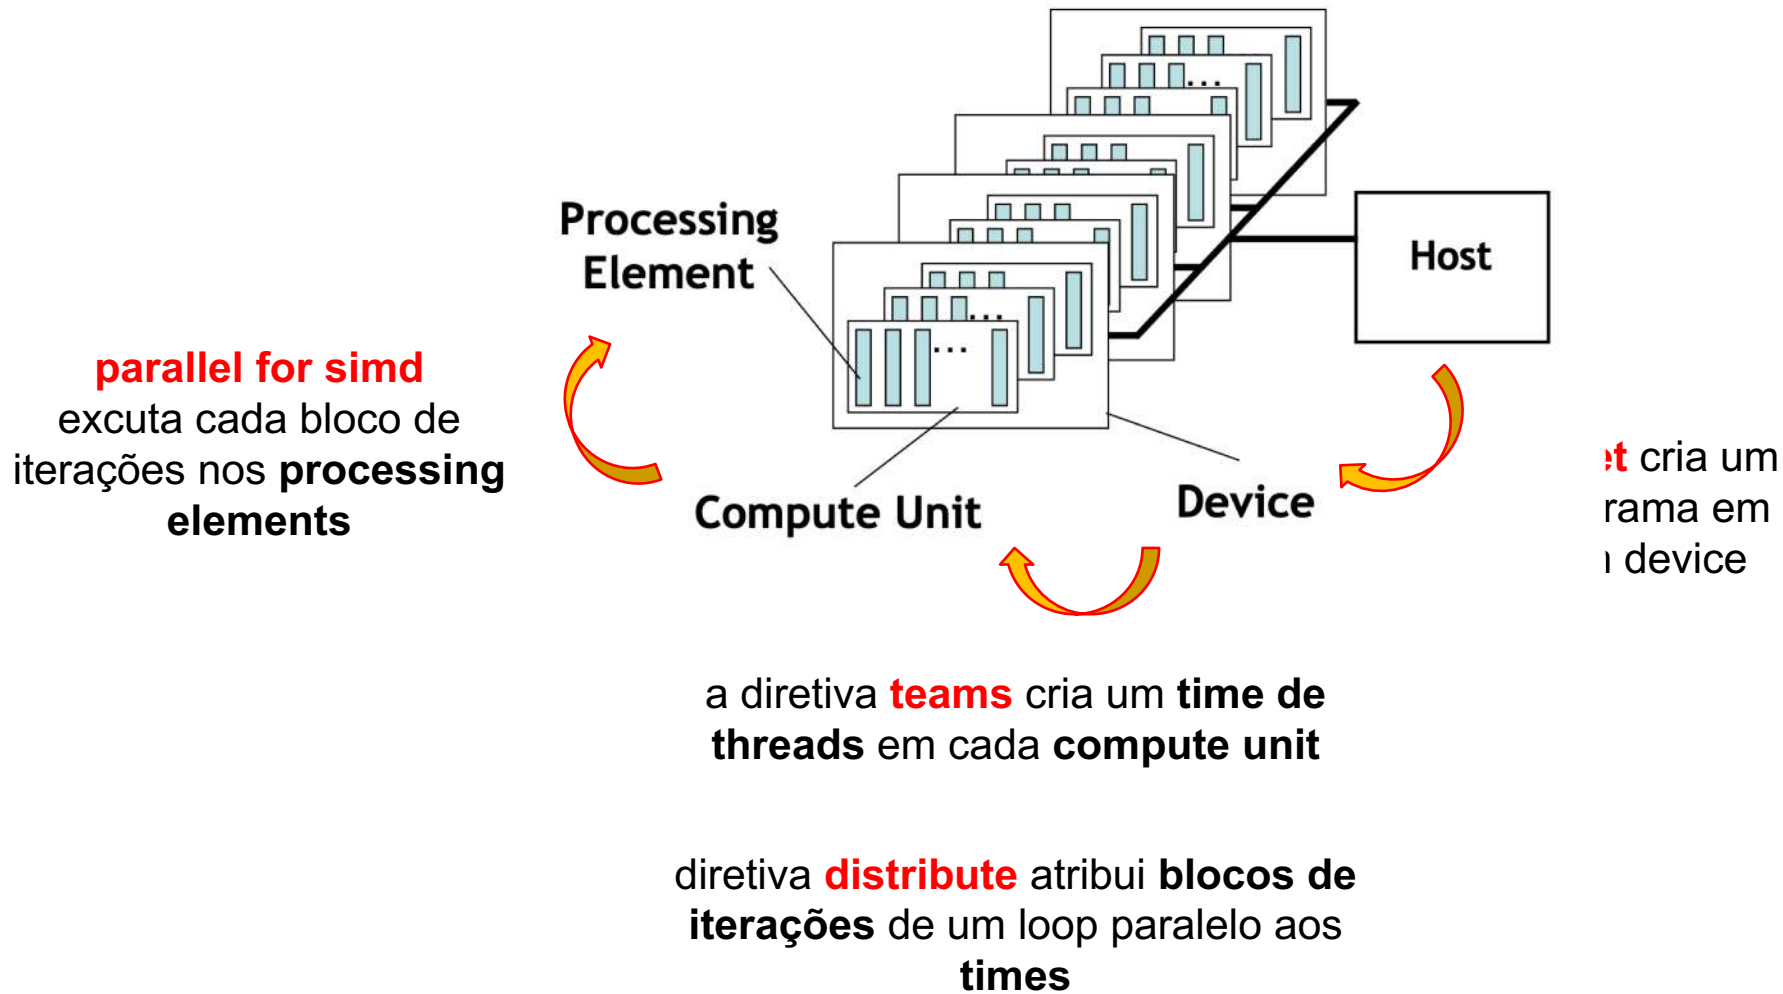 Processing
Element
Host
parallel for simd
excuta cada bloco de
iterações nos processing
elements
Compute Unit
Device
cria um
em
device
a diretiva teams cria um time de
threads em cada compute unit
diretiva distribute atribui blocos de
iterações de um loop paralelo aos
times